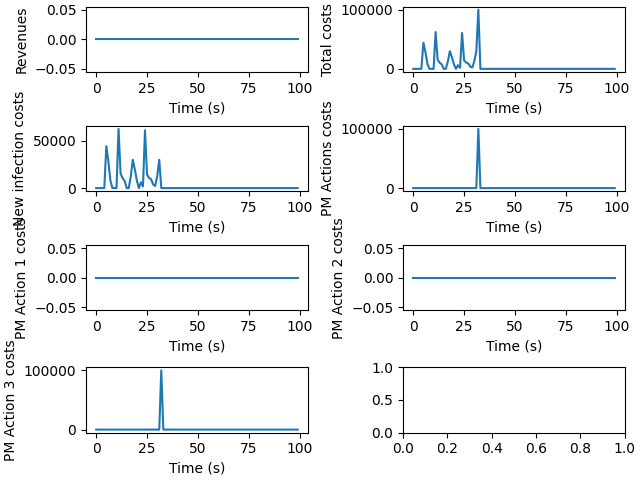 Revenues
0.05
0.00
−0.05
0 25 50 75 100
Time (s)
Total costs
100000
0
0 25 50 75 100
Time (s)
New infection costs
50000
0
0 25 50 75 100
Time (s)
PM Actions costs
100000
0
0 25 50 75 100
Time (s)
PM Action 1 costs
0.05
0.00
−0.05
0 25 50 75 100
Time (s)
PM Action 2 costs
0.05
0.00
−0.05
0 25 50 75 100
Time (s)
PM Action 3 costs
100000
0
0 25 50 75 100
Time (s)
1.0
0.5
0.0
0.0 0.2 0.4 0.6 0.8 1.0